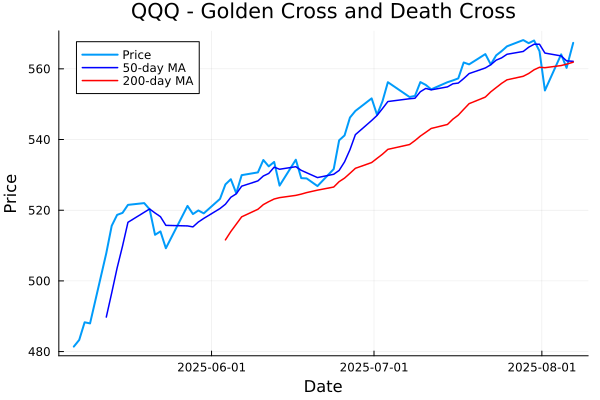 QQQ - Golden Cross and Death Cross
Price
50-day MA
200-day MA
560
540
520
500
480
Price
2025-06-01
2025-07-01
2025-08-01
Date